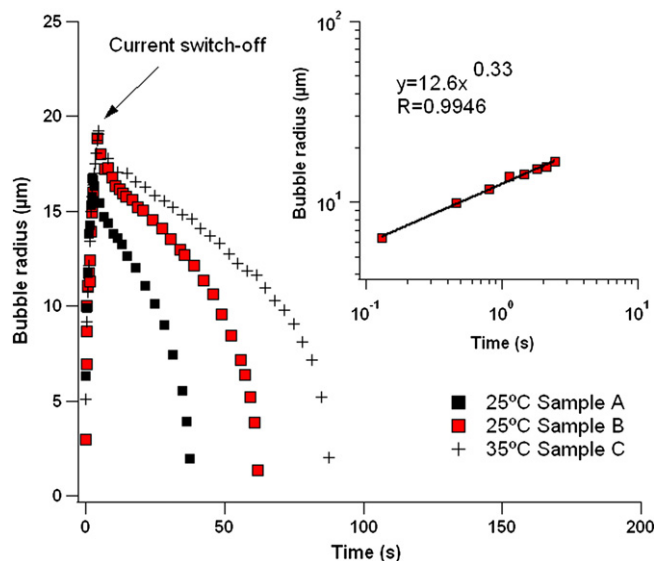 25
20
15
10
5
0
Bubble radius (µm)
Current switch-off
0
50
100
150
200
Time (s)
10²
10¹
Bubble radius (µm)
y=12.6x^0.33
R=0.9946
10⁻¹
10⁰
10¹
Time (s)
25ºC Sample A
25ºC Sample B
35ºC Sample C